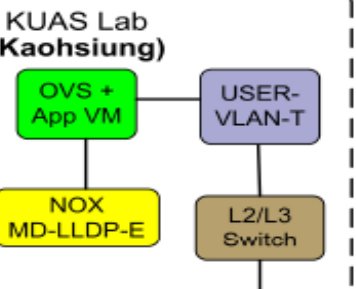 KUAS Lab
Kaohsiung)
OVS +
App VM
USER-
VLAN-T
NOX
MD-LLDP-E
L2/L3
Switch